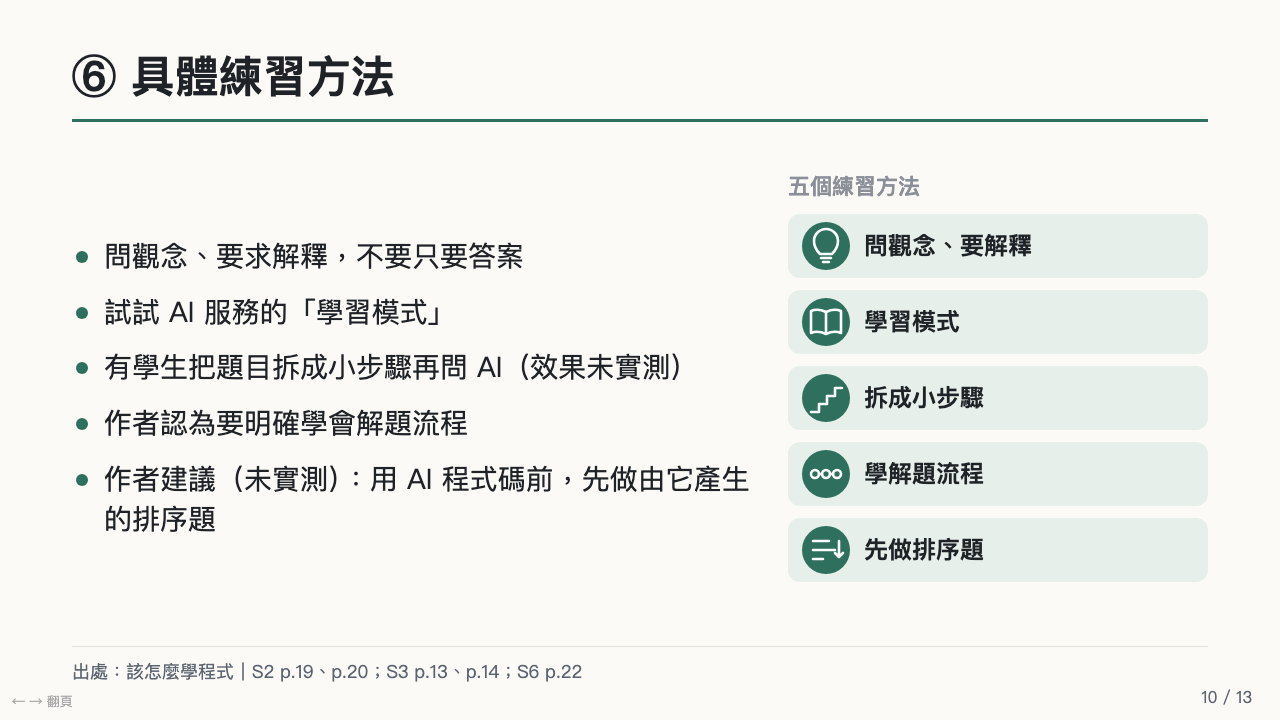 ⑥ 具體練習方法
問觀念、要求解釋，不要只要答案
試試 AI 服務的「學習模式」
有學生把題目拆成小步驟再問 AI（效果未實測）
作者認為要明確學會解題流程
作者建議（未實測）：用 AI 程式碼前，先做由它產生
的排序題
五個練習方法
問觀念、要解釋
學習模式
拆成小步驟
學解題流程
先做排序題
出處：該怎麼學程式｜S2 p.19、p.20；S3 p.13、p.14；S6 p.22
← → 翻頁
10 / 13